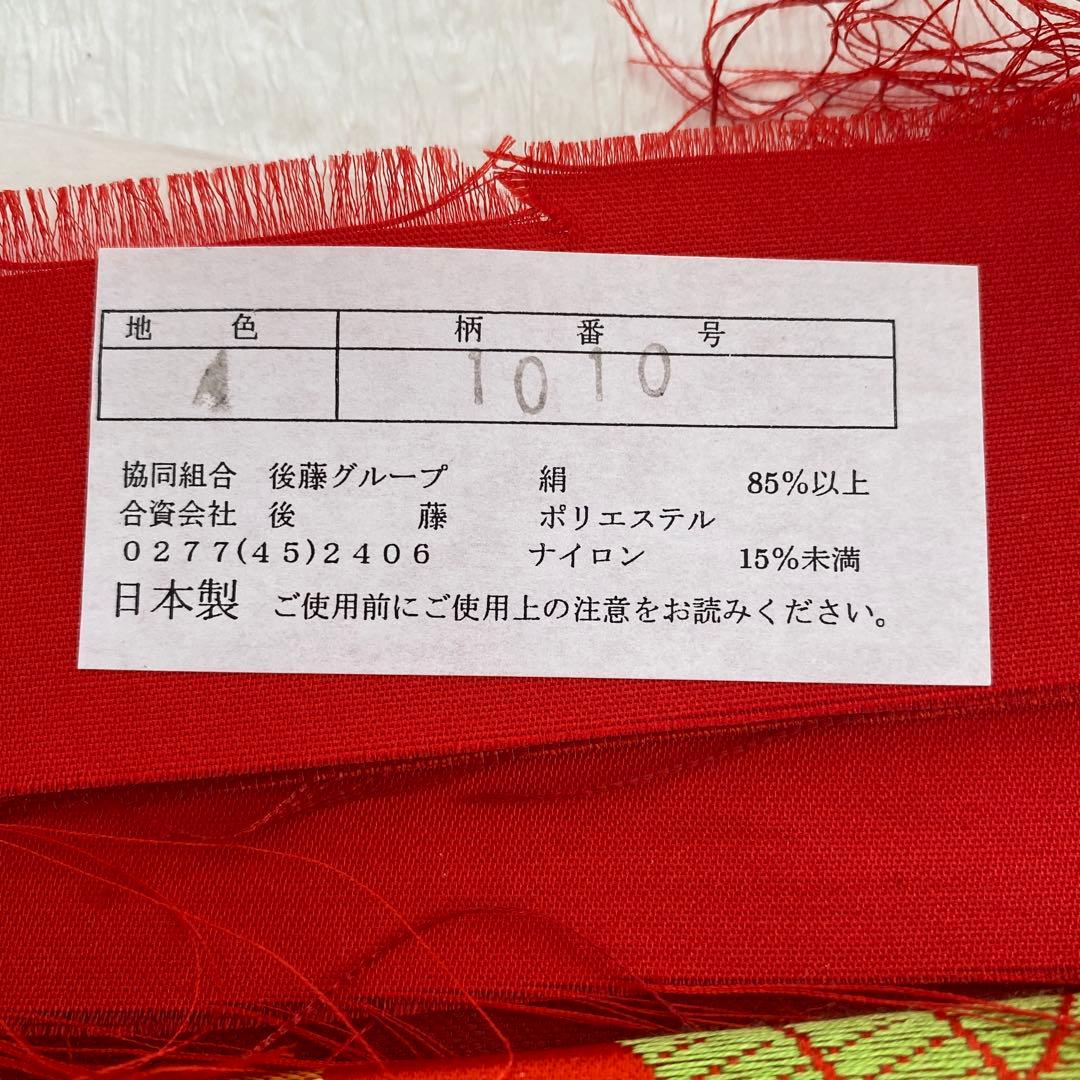 地色 柄番号
A 1010
協同組合 後藤グループ 絹 85%以上
合資会社 後藤 ポリエステル
0277(45)2406 ナイロン 15%未満
日本製 ご使用前にご使用上の注意をお読みください。